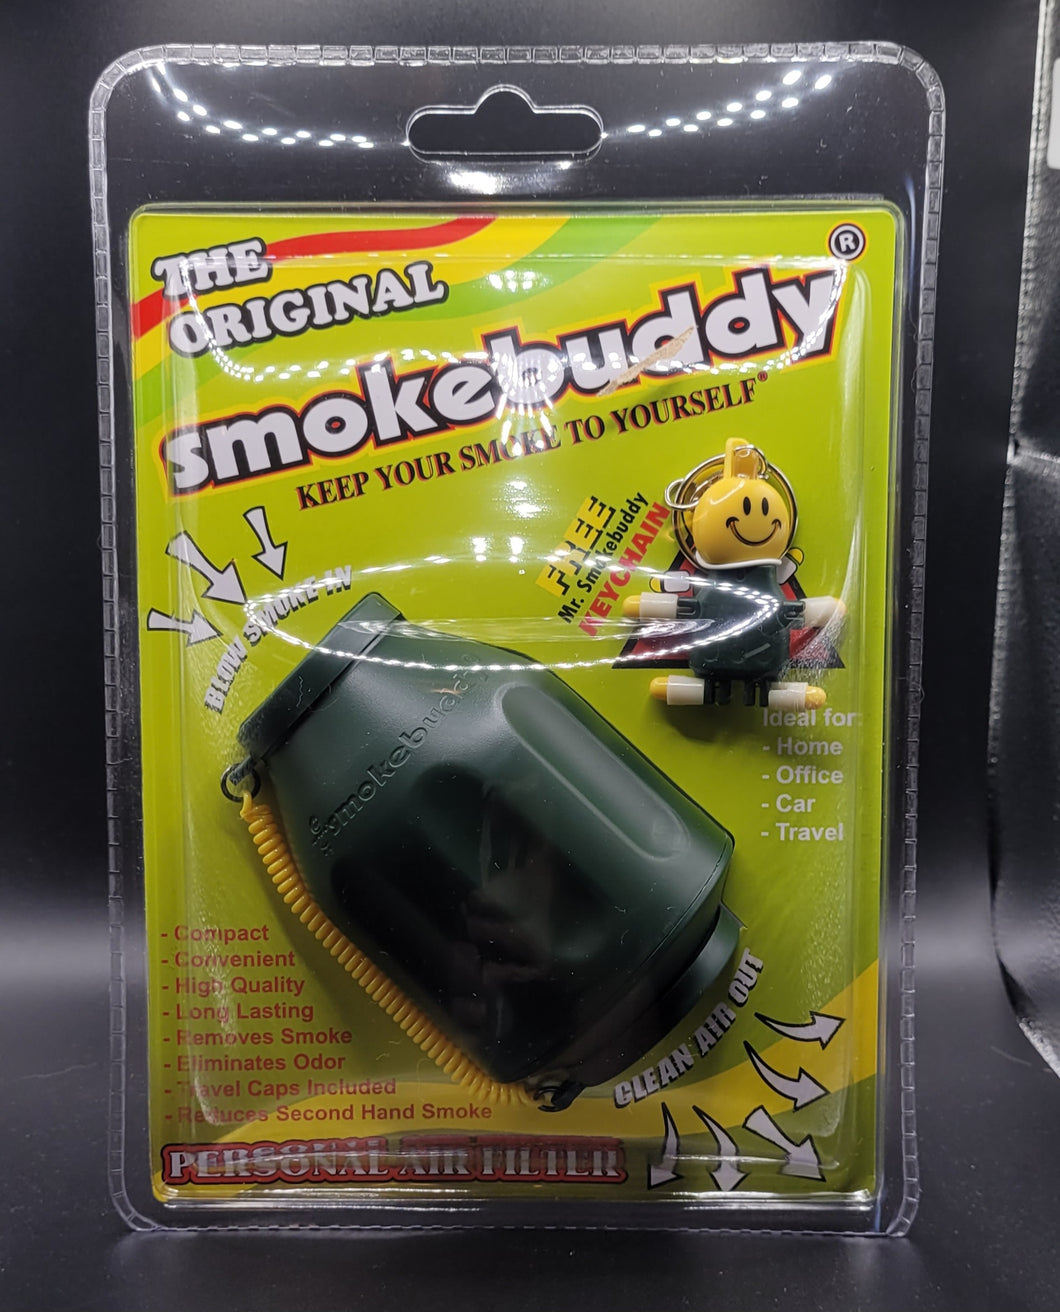 THE
ORIGINAL
smokebuddy®
KEEP YOUR SMOKE TO YOURSELF®
FREE
Mr. Smokebuddy
KEYCHAIN
BLOW SMOKE IN
smokebuddy
Ideal for:
- Home
- Office
- Car
- Travel
- Compact
- Convenient
- High Quality
- Long Lasting
- Removes Smoke
- Eliminates Odor
- Travel Caps Included
- Reduces Second Hand Smoke
CLEAN AIR OUT
PERSONAL AIR FILTER